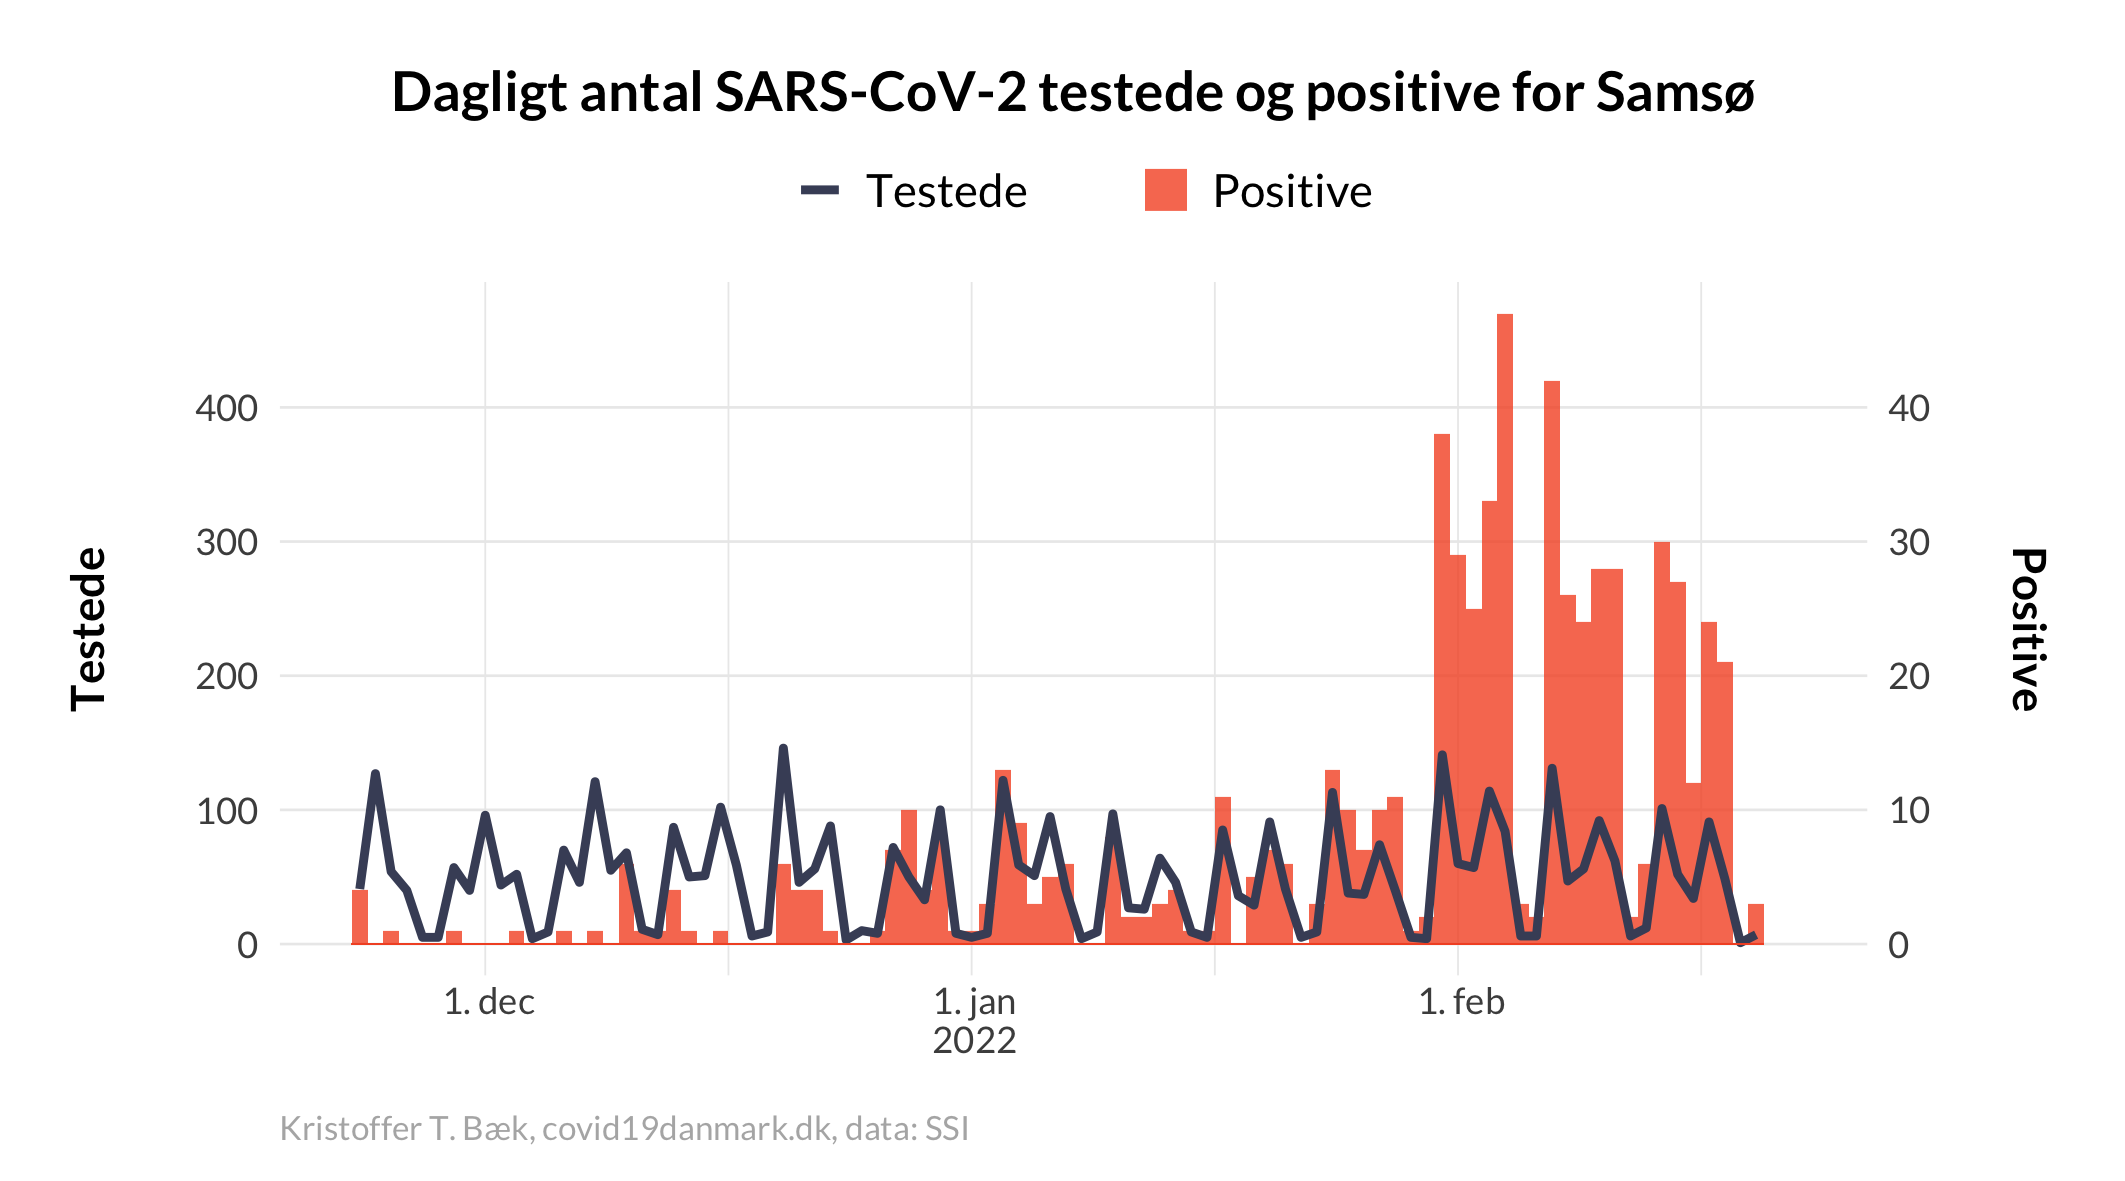 Dagligt antal SARS-CoV-2 testede og positive for Samsø
Testede
Positive
Testede
400
300
200
100
0
40
30
20
10
0
Positive
1. dec
1. jan
2022
1. feb
Kristoffer T. Bæk, covid19danmark.dk, data: SSI